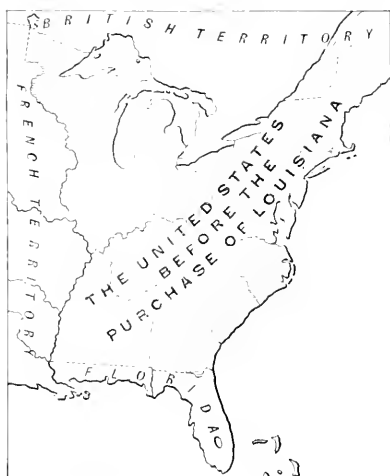 BRITISH TERRITORY
FRENCH TERRITORY
THE UNITED STATES
BEFORE THE
PURCHASE OF LOUISIANA
FLORIDA